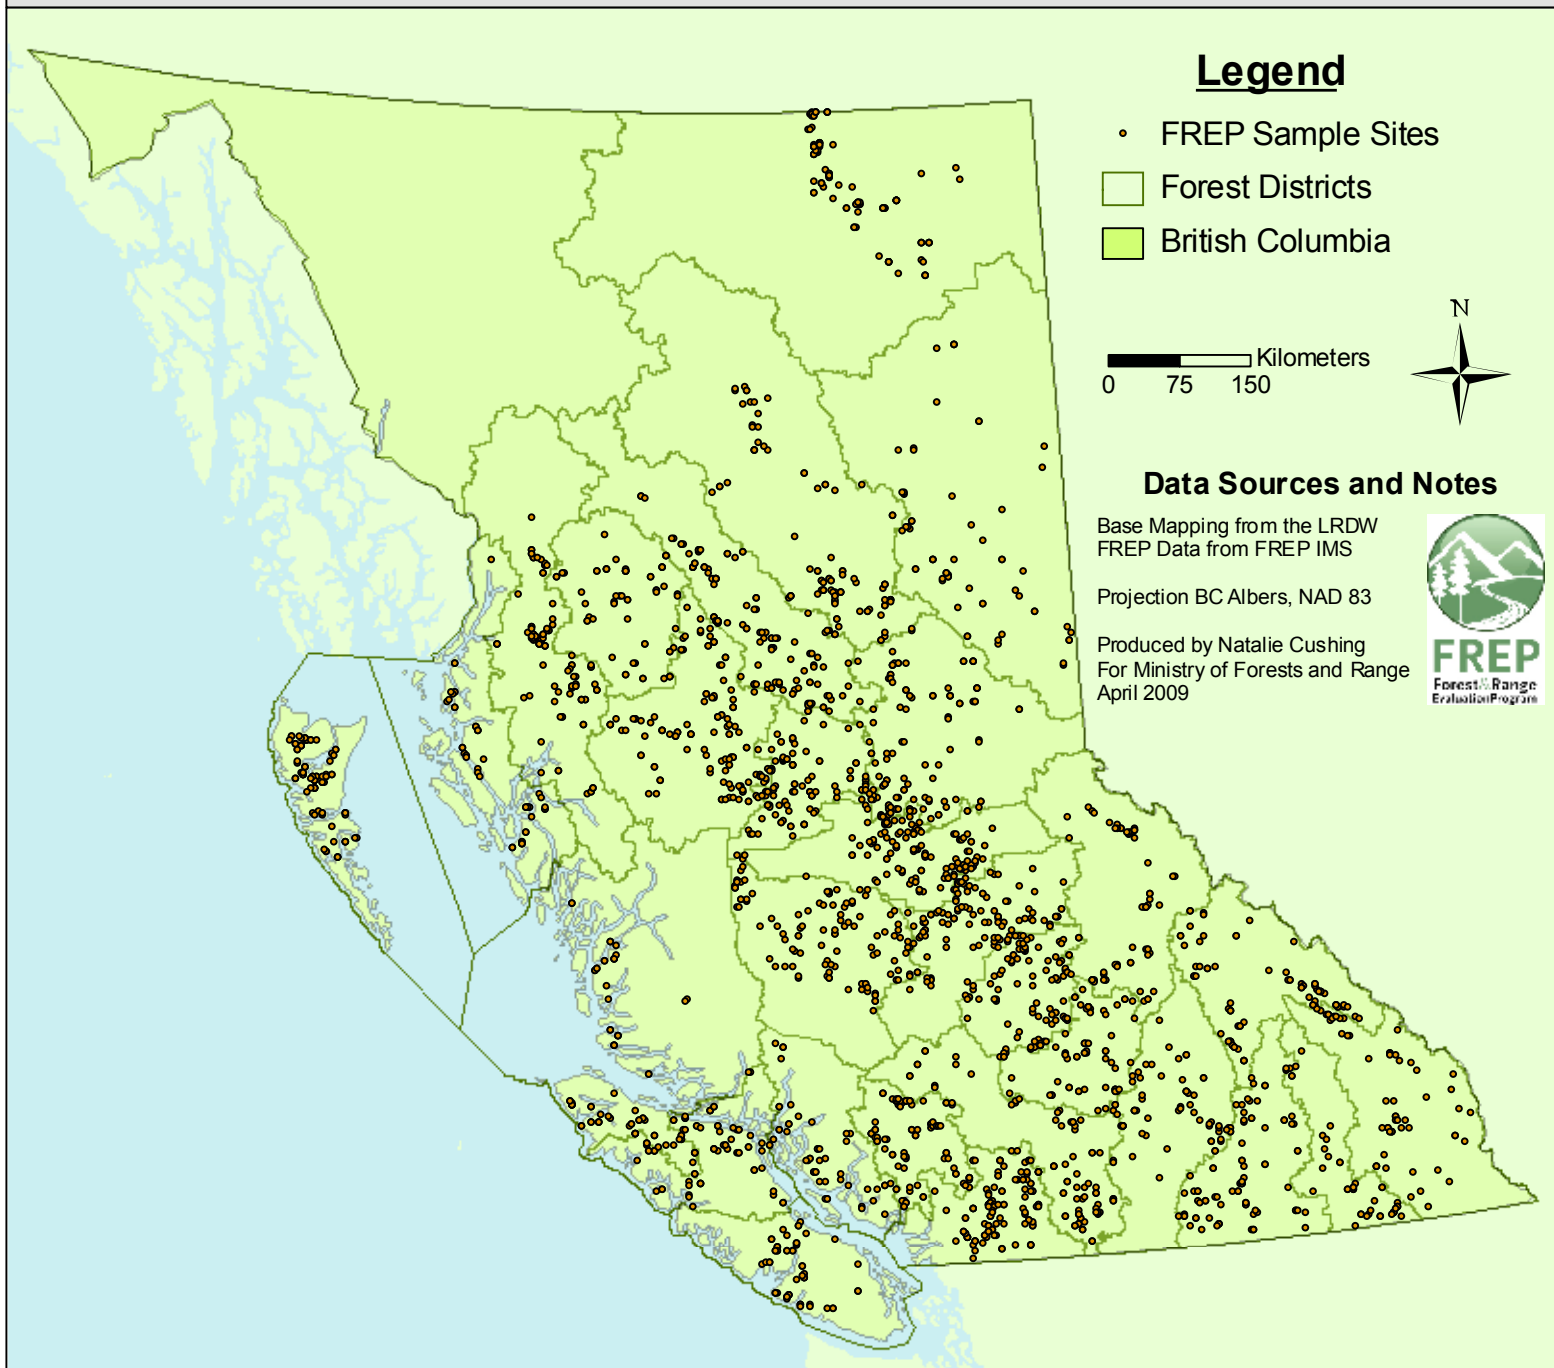 Legend
FREP Sample Sites
Forest Districts
British Columbia
N
Kilometers
0 75 150
Data Sources and Notes
Base Mapping from the LRDW
FREP Data from FREP IMS
Projection BC Albers, NAD 83
Produced by Natalie Cushing
For Ministry of Forests and Range
April 2009
FREP
Forest & Range
Evaluation Program